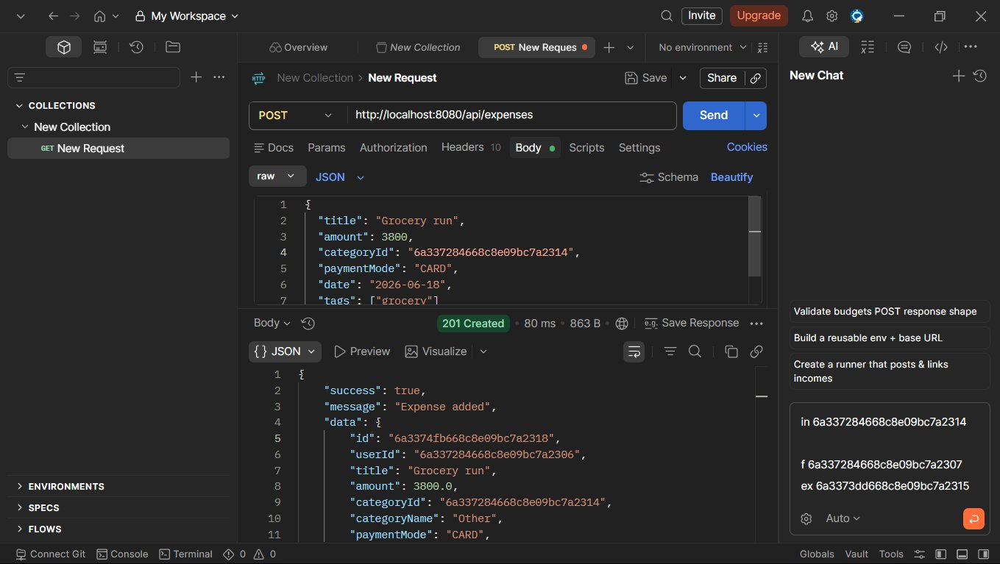 My Workspace
Invite
Upgrade
Overview
New Collection
POST New Reques
No environment
AI
HTTP New Collection > New Request
Save
Share
New Chat
COLLECTIONS
New Collection
GET New Request
POST
http://localhost:8080/api/expenses
Send
Docs Params Authorization Headers 10 Body Scripts Settings Cookies
raw JSON Schema Beautify
1 {
2 "title": "Grocery run",
3 "amount": 3800,
4 "categoryId": "6a337284668c8e09bc7a2314",
5 "paymentMode": "CARD",
6 "date": "2026-06-18",
7 "tags": ["grocery"]
Body 201 Created • 80 ms • 863 B e.g. Save Response
{} JSON Preview Visualize
1 {
2 "success": true,
3 "message": "Expense added",
4 "data": {
5 "id": "6a3374fb668c8e09bc7a2318",
6 "userId": "6a337284668c8e09bc7a2306",
7 "title": "Grocery run",
8 "amount": 3800.0,
9 "categoryId": "6a337284668c8e09bc7a2314",
10 "categoryName": "Other",
11 "paymentMode": "CARD",
Validate budgets POST response shape
Build a reusable env + base URL
Create a runner that posts & links
incomes
in 6a337284668c8e09bc7a2314
f 6a337284668c8e09bc7a2307
ex 6a3373dd668c8e09bc7a2315
Auto
ENVIRONMENTS
SPECS
FLOWS
Connect Git Console Terminal 0 0
Globals Vault Tools